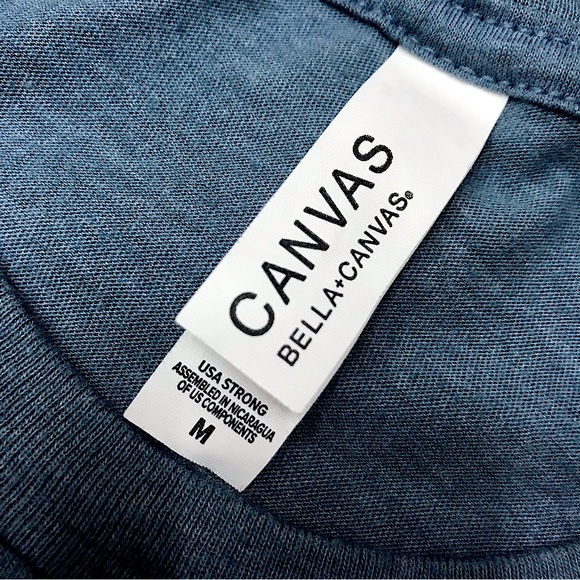 CANVAS
BELLA+CANVAS®
USA STRONG
ASSEMBLED IN NICARAGUA
OF US COMPONENTS
M